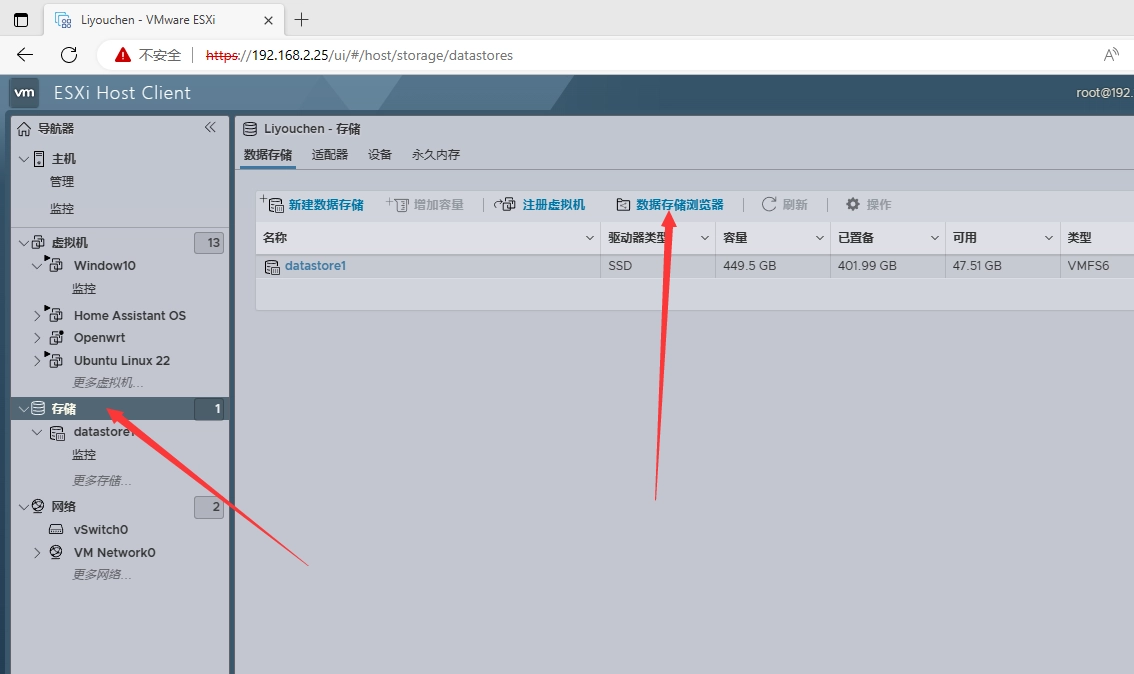 Liyouchen - VMware ESXi
不安全 https://192.168.2.25/ui/#/host/storage/datastores
vm ESXi Host Client root@192.
导航器
主机
管理
监控
虚拟机 13
Window10
监控
Home Assistant OS
Openwrt
Ubuntu Linux 22
更多虚拟机...
存储 1
datastore1
监控
更多存储...
网络 2
vSwitch0
VM Network0
更多网络...
Liyouchen - 存储
数据存储 适配器 设备 永久内存
新建数据存储 增加容量 注册虚拟机 数据存储浏览器 刷新 操作
名称 驱动器类型 容量 已置备 可用 类型
datastore1 SSD 449.5 GB 401.99 GB 47.51 GB VMFS6